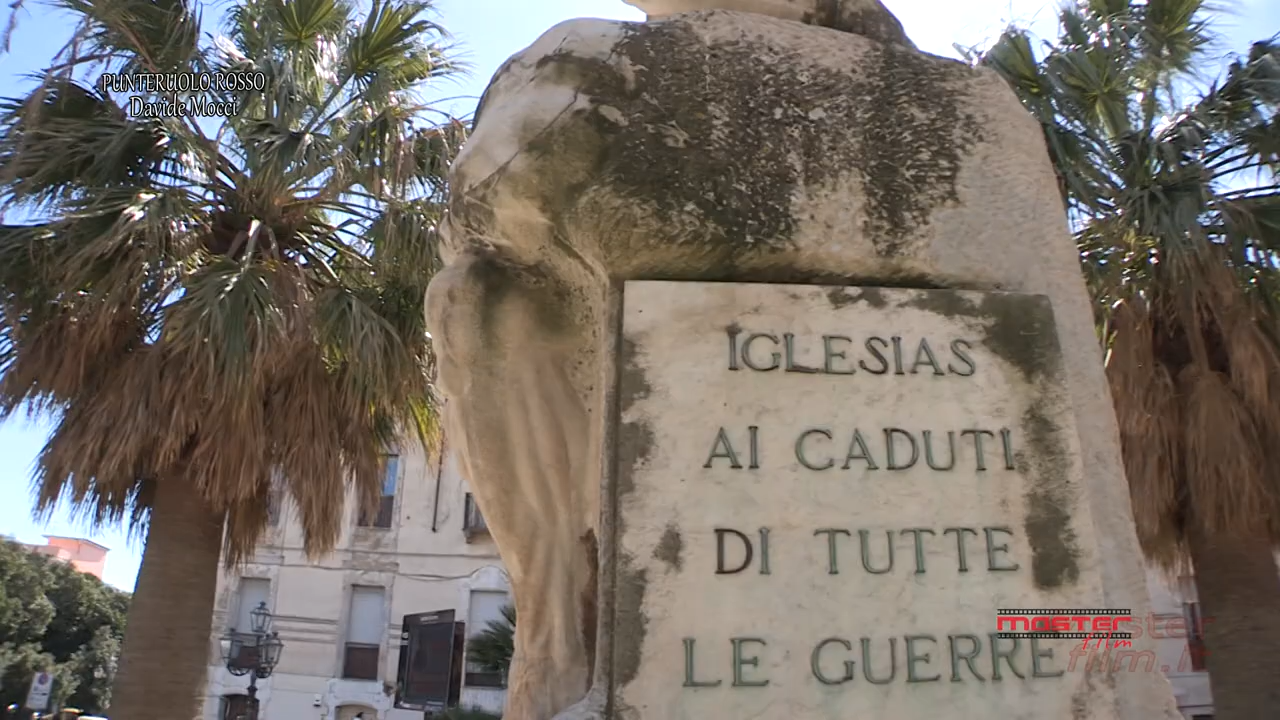 PUNTERUOLO ROSSO
Davide Mocci
IGLESIAS
AI CADUTI
DI TUTTE
LE GUERRE
master
film